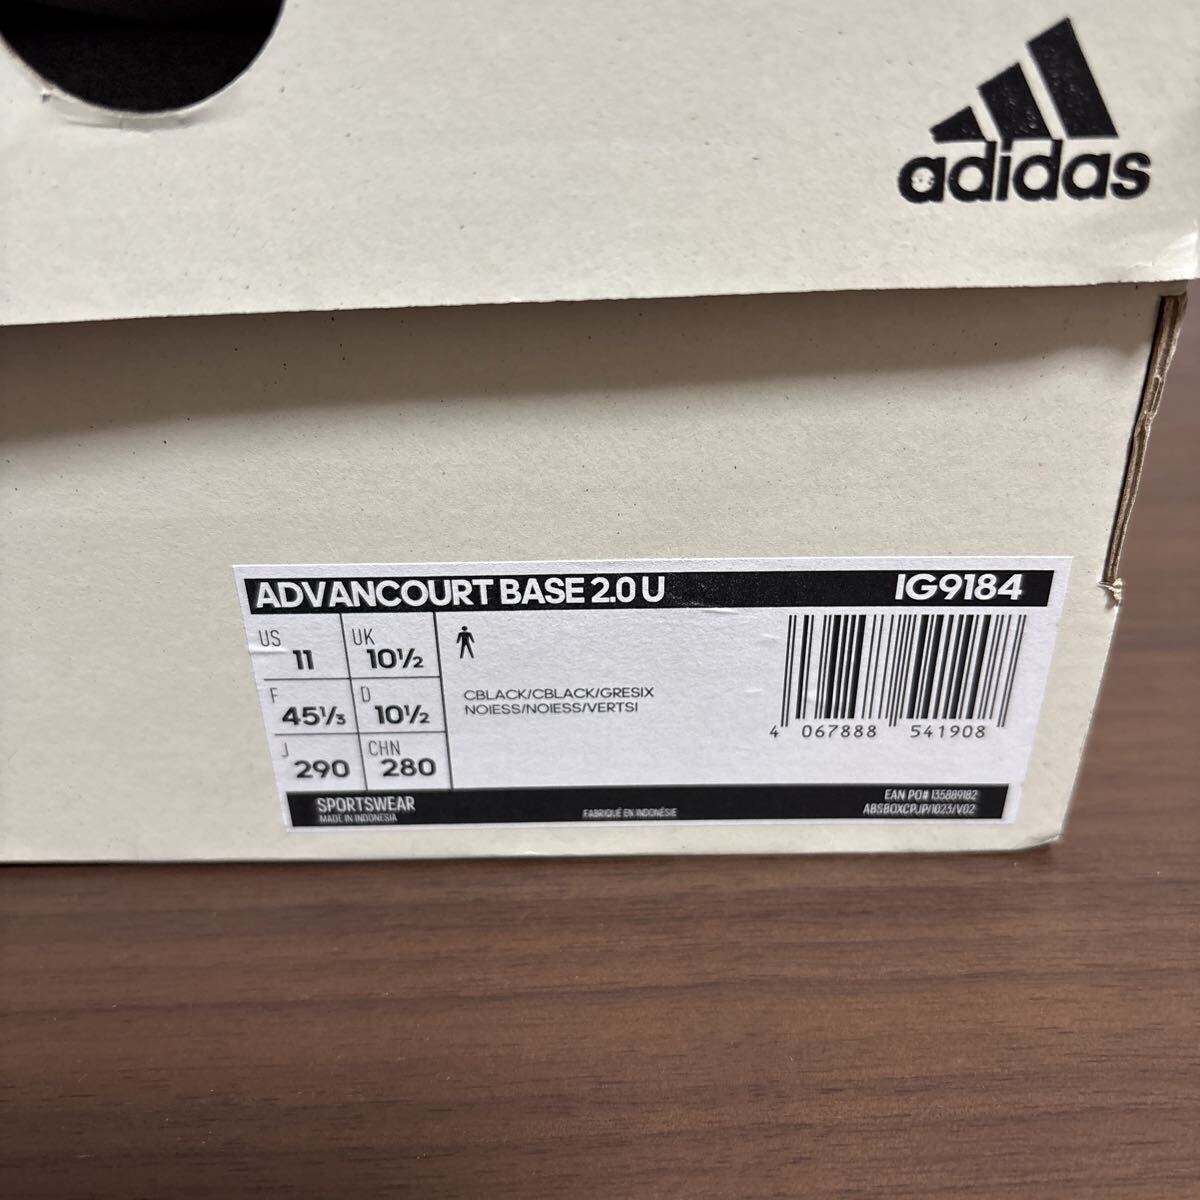 adidas
ADVANCOURT BASE 2.0 U IG9184
US 11 UK 10½
F 45⅓ D 10½
J 290 CHN 280
CBLACK/CBLACK/GRESIX
NOIESS/NOIESS/VERTSI
4 067888 541908
SPORTSWEAR
MADE IN INDONESIA
FABRIQUÉ EN INDONÉSIE
EAN PO# 135889182
ABSBOXCPJP/1023/V02